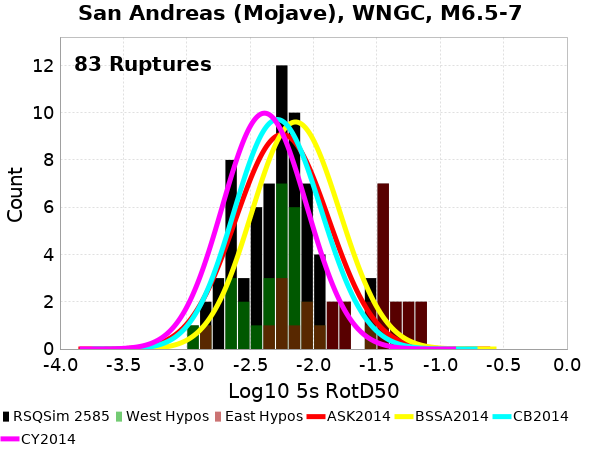 San Andreas (Mojave), WNGC, M6.5-7
83 Ruptures
12
10
8
6
4
2
0
Count
-4.0 -3.5 -3.0 -2.5 -2.0 -1.5 -1.0 -0.5 0.0
Log10 5s RotD50
RSQSim 2585 West Hypos East Hypos ASK2014 BSSA2014 CB2014
CY2014